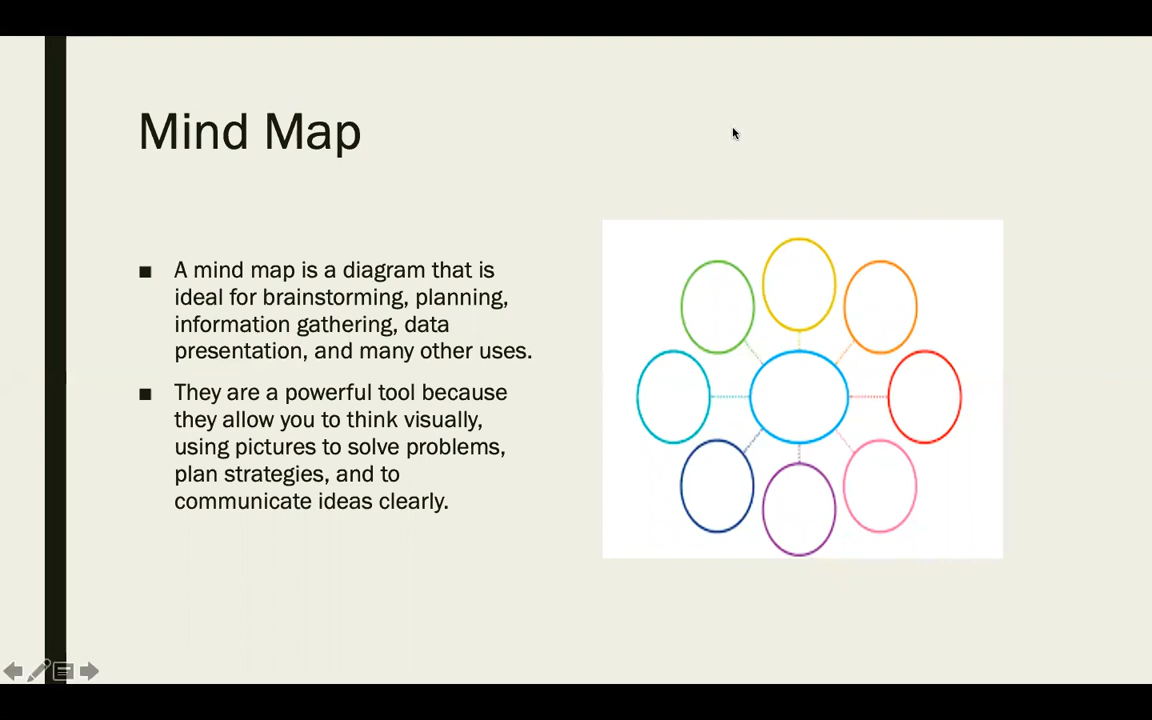 Mind Map
■ A mind map is a diagram that is
ideal for brainstorming, planning,
information gathering, data
presentation, and many other uses.
■ They are a powerful tool because
they allow you to think visually,
using pictures to solve problems,
plan strategies, and to
communicate ideas clearly.